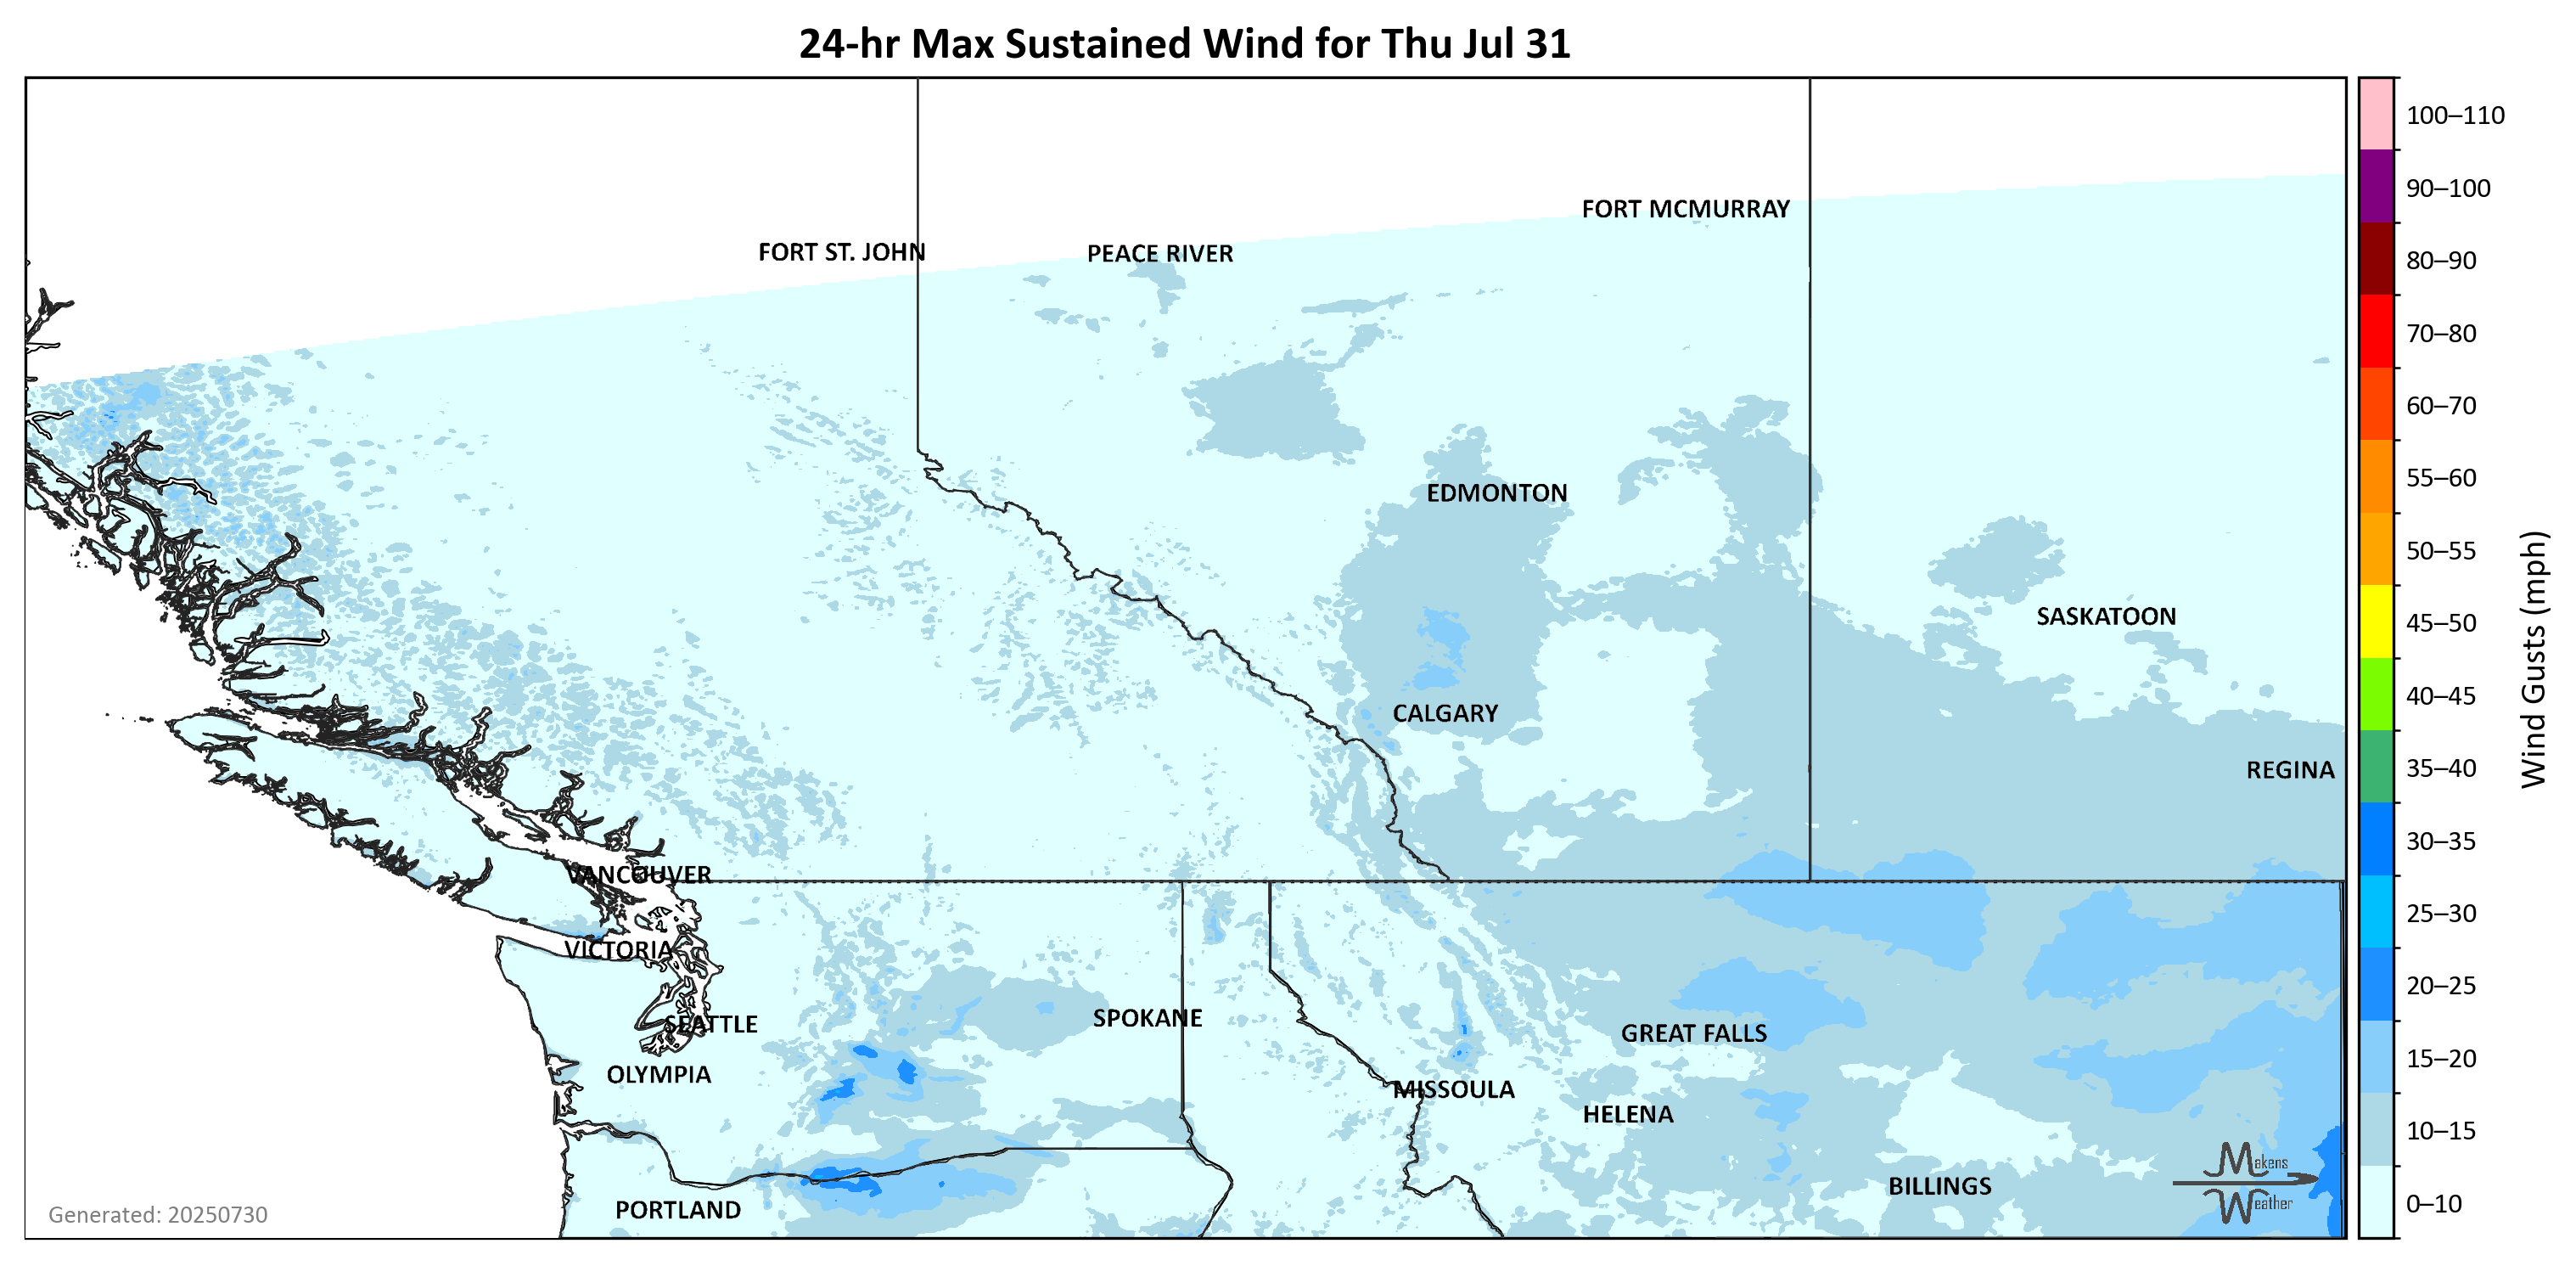 24-hr Max Sustained Wind for Thu Jul 31
100–110
90–100
80–90
70–80
60–70
55–60
50–55
45–50
40–45
35–40
30–35
25–30
20–25
15–20
10–15
0–10
Wind Gusts (mph)
FORT MCMURRAY
FORT ST. JOHN
PEACE RIVER
EDMONTON
SASKATOON
CALGARY
REGINA
VANCOUVER
VICTORIA
SEATTLE
SPOKANE
GREAT FALLS
OLYMPIA
MISSOULA
HELENA
BILLINGS
PORTLAND
Makens
Weather
Generated: 20250730